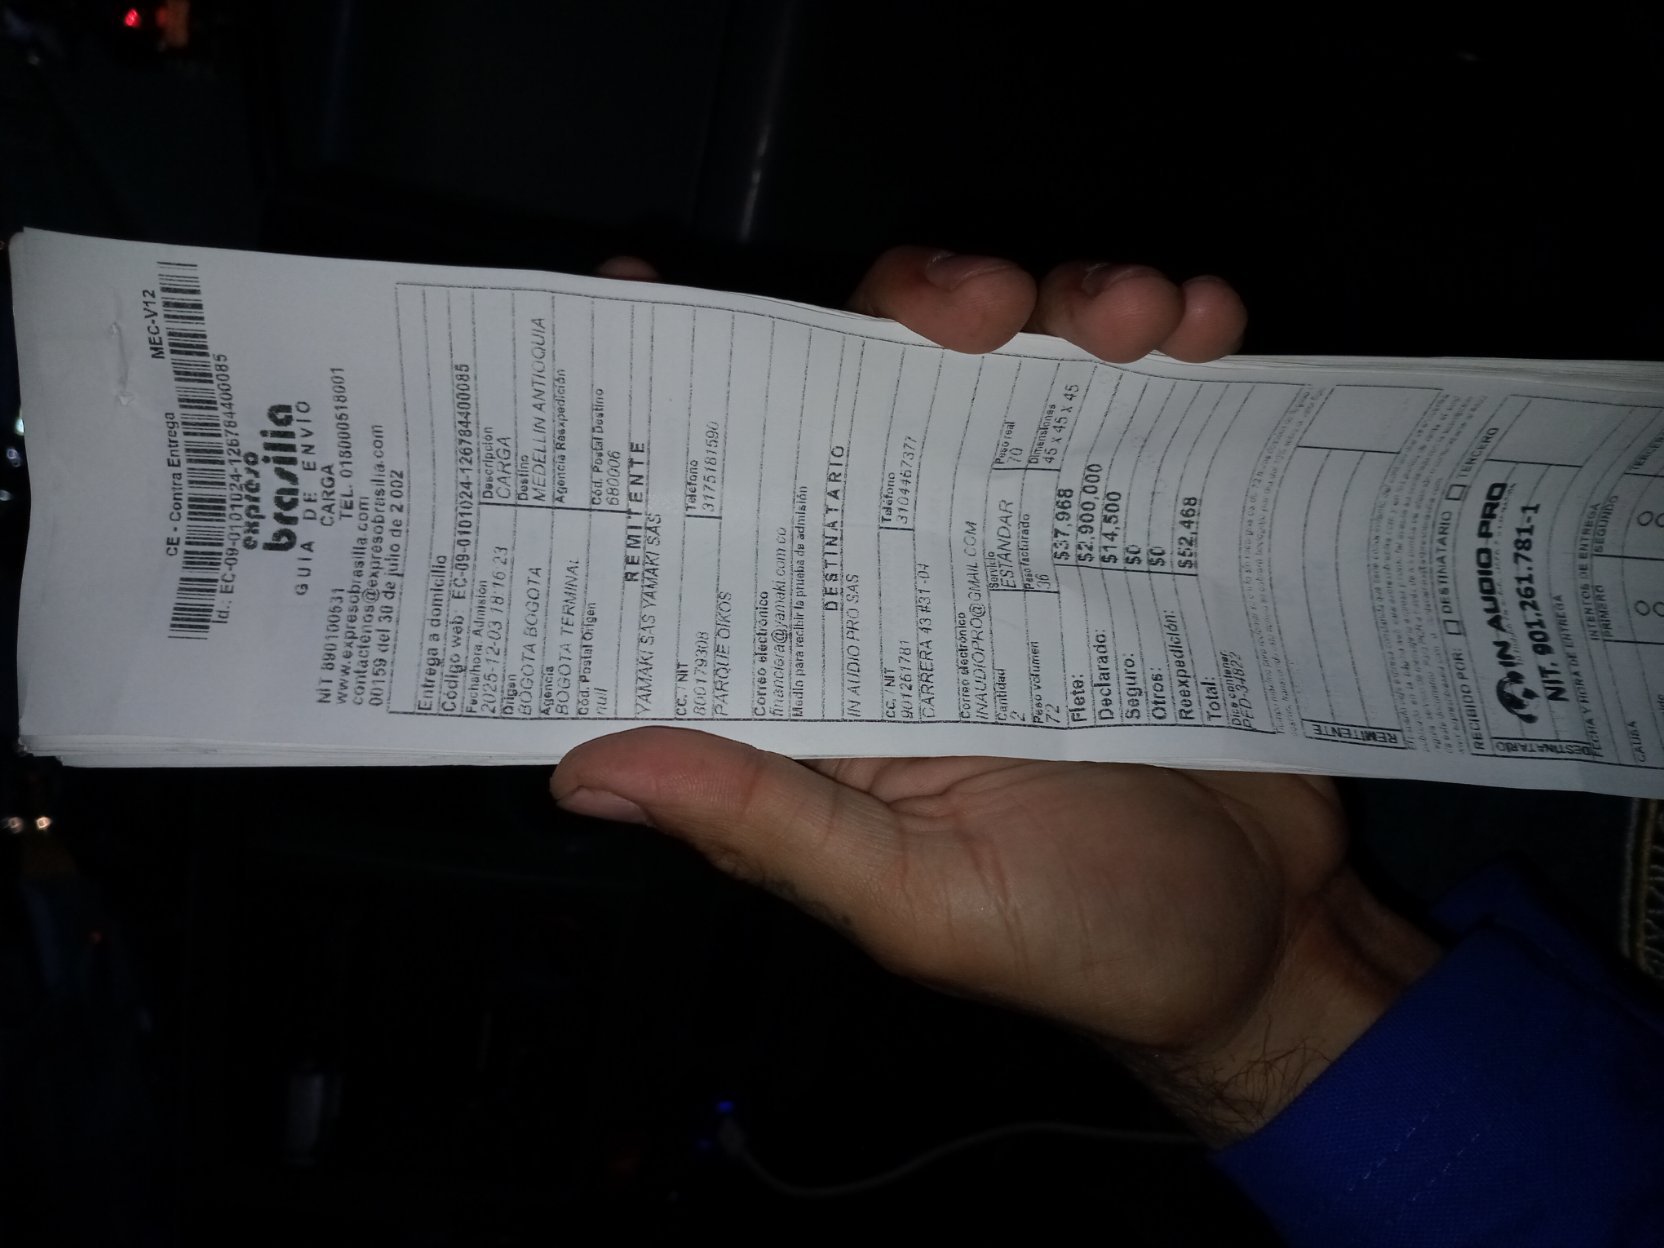 CE - Contra Entrega MEC-V12
Id.: EC-09-0101024-12678440008​5
expreso
brasilia
GUIA DE ENVIO
CARGA
NIT 890100531 TEL. 018000518001
www.expresobrasilia.com
contactenos@expresobrasilia.com
001559 del 30 de julio de 2 002
Entrega a domicilio
Código web: EC-09-0101024-126784400085
Fecha/hora Admisión Descripción
2025-12-03 18:16:23 CARGA
Origen Destino
BOGOTA BOGOTA MEDELLIN ANTIOQUIA
Agencia Agencia Reexpedición
BOGOTA TERMINAL
Cód. Postal Origen Cód. Postal Destino
null 680006
REMITENTE
YAMAKI SAS YAMAKI SAS
CC. / NIT Teléfono
800179308 3175181590
PARQUE OIKOS
Correo electrónico
financiera@yamaki.com.co
Medio para recibir la prueba de admisión
DESTINATARIO
IN AUDIO PRO SAS
CC. / NIT Teléfono
901261781 3104457377
CARRERA 43 #31-04
Correo electrónico
INAUDIOPRO@GMAIL.COM
Cantidad Servicio Peso real
2 ESTANDAR 70
Peso volumen Peso facturado Dimensiones
72 36 45 x 45 x 45
Flete: $37,968
Declarado: $2,900,000
Seguro: $14,500
Otros: $0
Reexpedición: $0
Total: $52,468
Dice contener
PED-34822
REMITENTE
RECIBIDO POR: DESTINATARIO TERCERO
DESTINATARIO
IN AUDIO PRO
NIT. 901.261.781-1
FECHA Y HORA DE ENTREGA INTENTOS DE ENTREGA
PRIMERO SEGUNDO
CAUSA